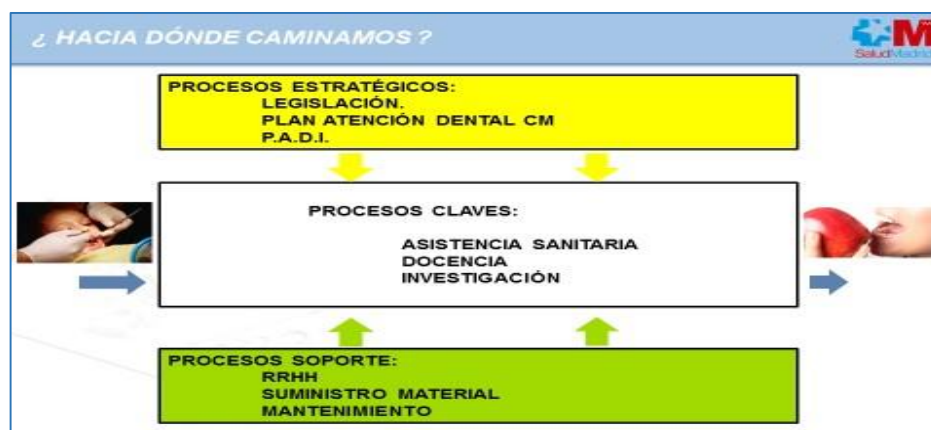 ¿ HACIA DÓNDE CAMINAMOS ?
SaludMadrid
PROCESOS ESTRATÉGICOS:
LEGISLACIÓN.
PLAN ATENCIÓN DENTAL CM
P.A.D.I.
PROCESOS CLAVES:
ASISTENCIA SANITARIA
DOCENCIA
INVESTIGACIÓN
PROCESOS SOPORTE:
RRHH
SUMINISTRO MATERIAL
MANTENIMIENTO